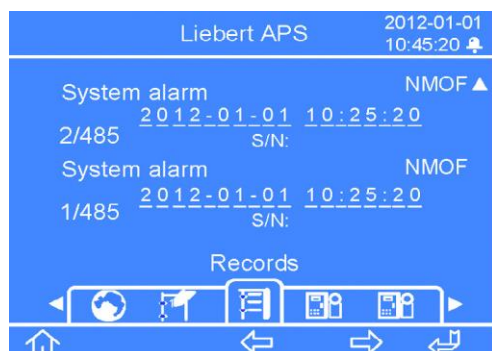 Liebert APS
2012-01-01
10:45:20
System alarm NMOF
2012-01-01 10:25:20
2/485 S/N:
System alarm NMOF
2012-01-01 10:25:20
1/485 S/N:
Records